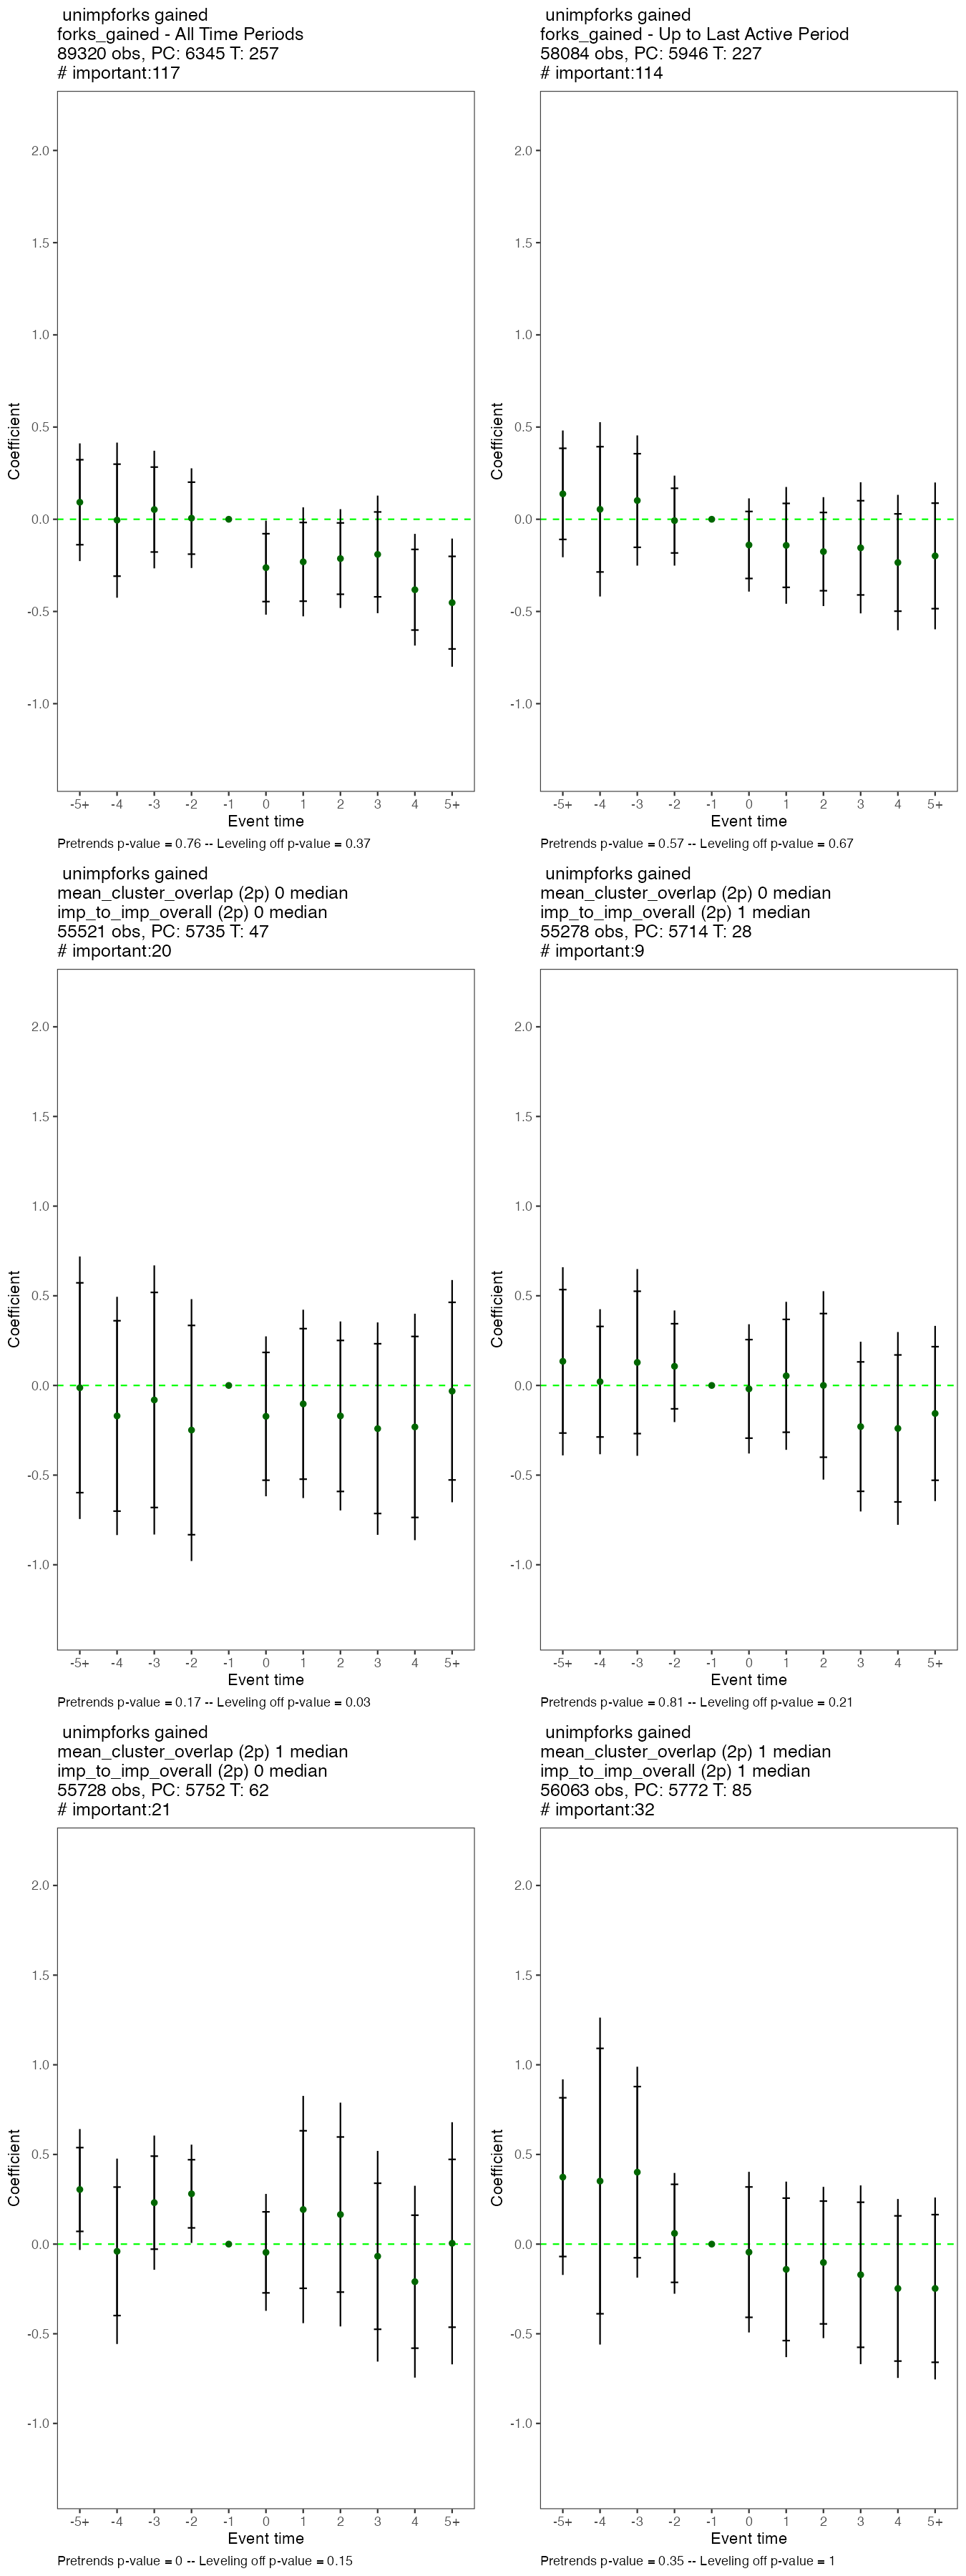 unimpforks gained
forks_gained - All Time Periods
89320 obs, PC: 6345 T: 257
# important:117
2.0
1.5
1.0
0.5
0.0
-0.5
-1.0
Coefficient
-5+ -4 -3 -2 -1 0 1 2 3 4 5+
Event time
Pretrends p-value = 0.76 -- Leveling off p-value = 0.37
unimpforks gained
forks_gained - Up to Last Active Period
58084 obs, PC: 5946 T: 227
# important:114
2.0
1.5
1.0
0.5
0.0
-0.5
-1.0
Coefficient
-5+ -4 -3 -2 -1 0 1 2 3 4 5+
Event time
Pretrends p-value = 0.57 -- Leveling off p-value = 0.67
unimpforks gained
mean_cluster_overlap (2p) 0 median
imp_to_imp_overall (2p) 0 median
55521 obs, PC: 5735 T: 47
# important:20
2.0
1.5
1.0
0.5
0.0
-0.5
-1.0
Coefficient
-5+ -4 -3 -2 -1 0 1 2 3 4 5+
Event time
Pretrends p-value = 0.17 -- Leveling off p-value = 0.03
unimpforks gained
mean_cluster_overlap (2p) 0 median
imp_to_imp_overall (2p) 1 median
55278 obs, PC: 5714 T: 28
# important:9
2.0
1.5
1.0
0.5
0.0
-0.5
-1.0
Coefficient
-5+ -4 -3 -2 -1 0 1 2 3 4 5+
Event time
Pretrends p-value = 0.81 -- Leveling off p-value = 0.21
unimpforks gained
mean_cluster_overlap (2p) 1 median
imp_to_imp_overall (2p) 0 median
55728 obs, PC: 5752 T: 62
# important:21
2.0
1.5
1.0
0.5
0.0
-0.5
-1.0
Coefficient
-5+ -4 -3 -2 -1 0 1 2 3 4 5+
Event time
Pretrends p-value = 0 -- Leveling off p-value = 0.15
unimpforks gained
mean_cluster_overlap (2p) 1 median
imp_to_imp_overall (2p) 1 median
56063 obs, PC: 5772 T: 85
# important:32
2.0
1.5
1.0
0.5
0.0
-0.5
-1.0
Coefficient
-5+ -4 -3 -2 -1 0 1 2 3 4 5+
Event time
Pretrends p-value = 0.35 -- Leveling off p-value = 1